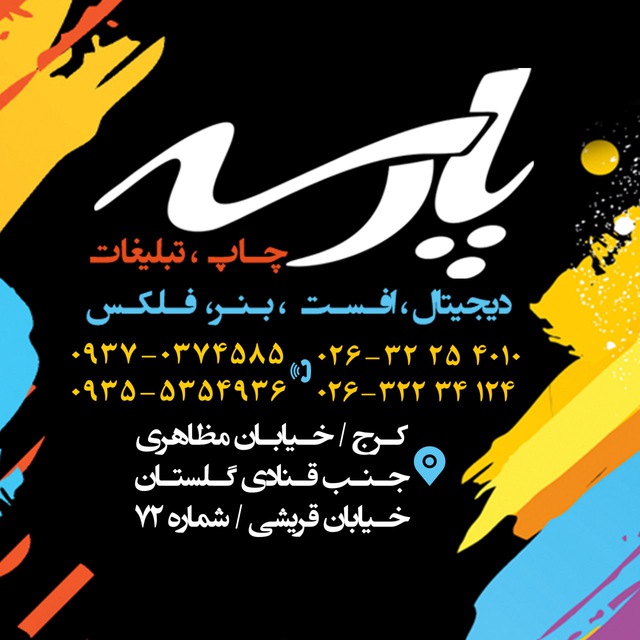 پارسه
چاپ ، تبلیغات
دیجیتال، افست ، بنر، فلکس
۰۲۶-۳۲ ۲۵ ۴۰۱۰
۰۹۳۷-۰۳۷۴۵۸۵
۰۲۶-۳۲۲ ۳۴ ۱۲۴
۰۹۳۵-۵۳۵۴۹۳۶
کرج / خیابان مظاهری
جنب قنادی گلستان
خیابان قریشی / شماره ۷۲